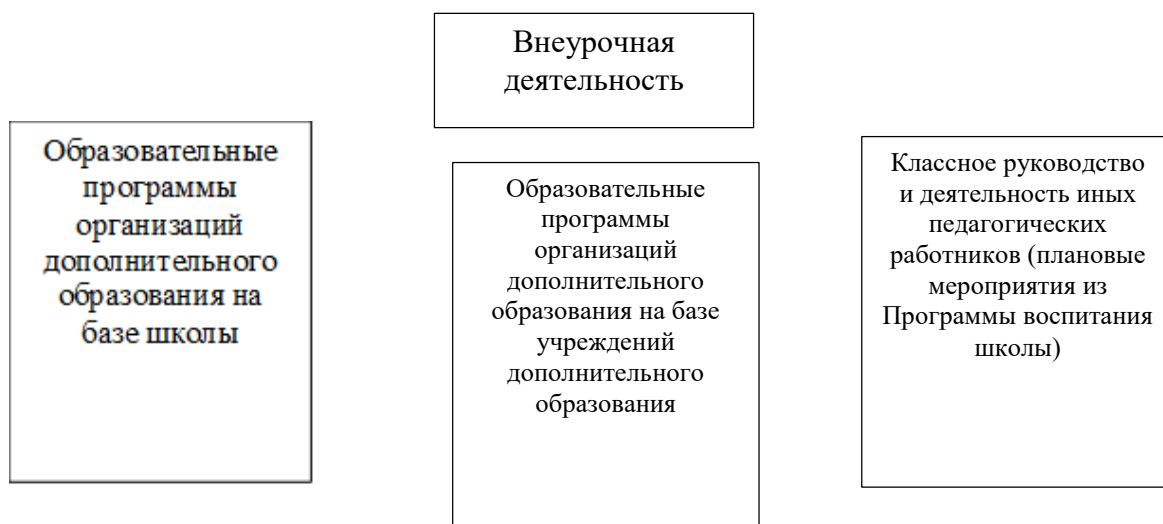 Внеурочная
деятельность
Образовательные
программы
организаций
дополнительного
образования на
базе школы
Образовательные
программы
организаций
дополнительного
образования на базе
учреждений
дополнительного
образования
Классное руководство
и деятельность иных
педагогических
работников (плановые
мероприятия из
Программы воспитания
школы)